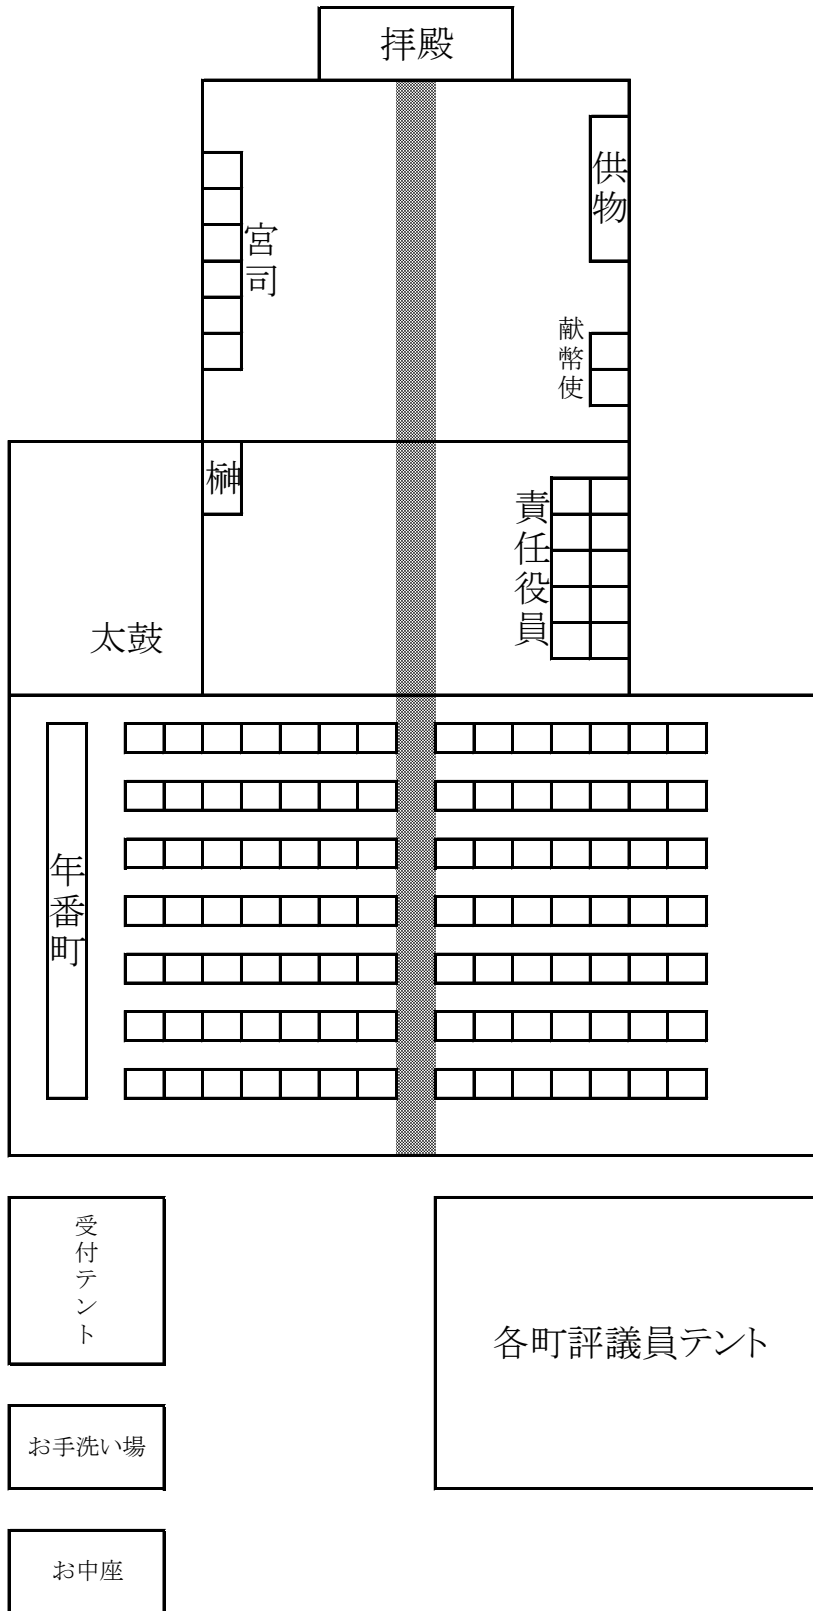 拝殿
供物
宮司
献幣使
榊
責任役員
太鼓
年番町
受付テント
各町評議員テント
お手洗い場
お中座